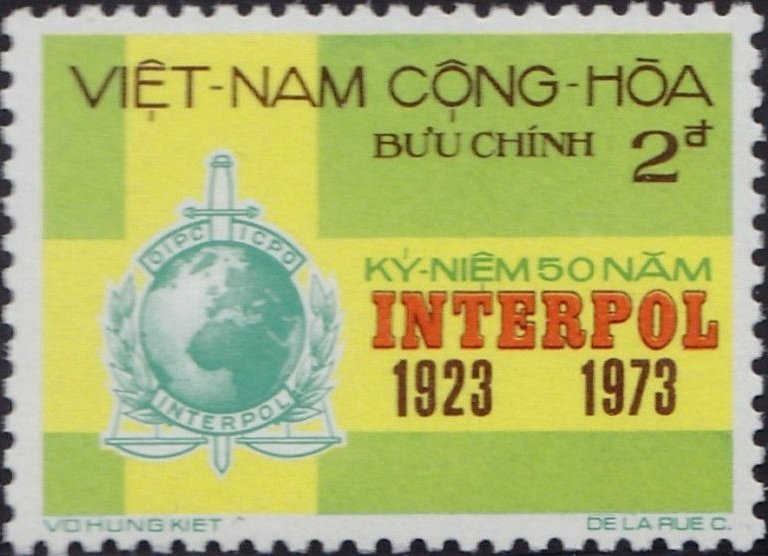 VIỆT-NAM CỘNG-HÒA
BƯU CHÍNH 2đ
OIPC ICPO
INTERPOL
KỶ-NIỆM 50 NĂM
INTERPOL
1923 1973
VO HUNG KIET
DE LA RUE C.